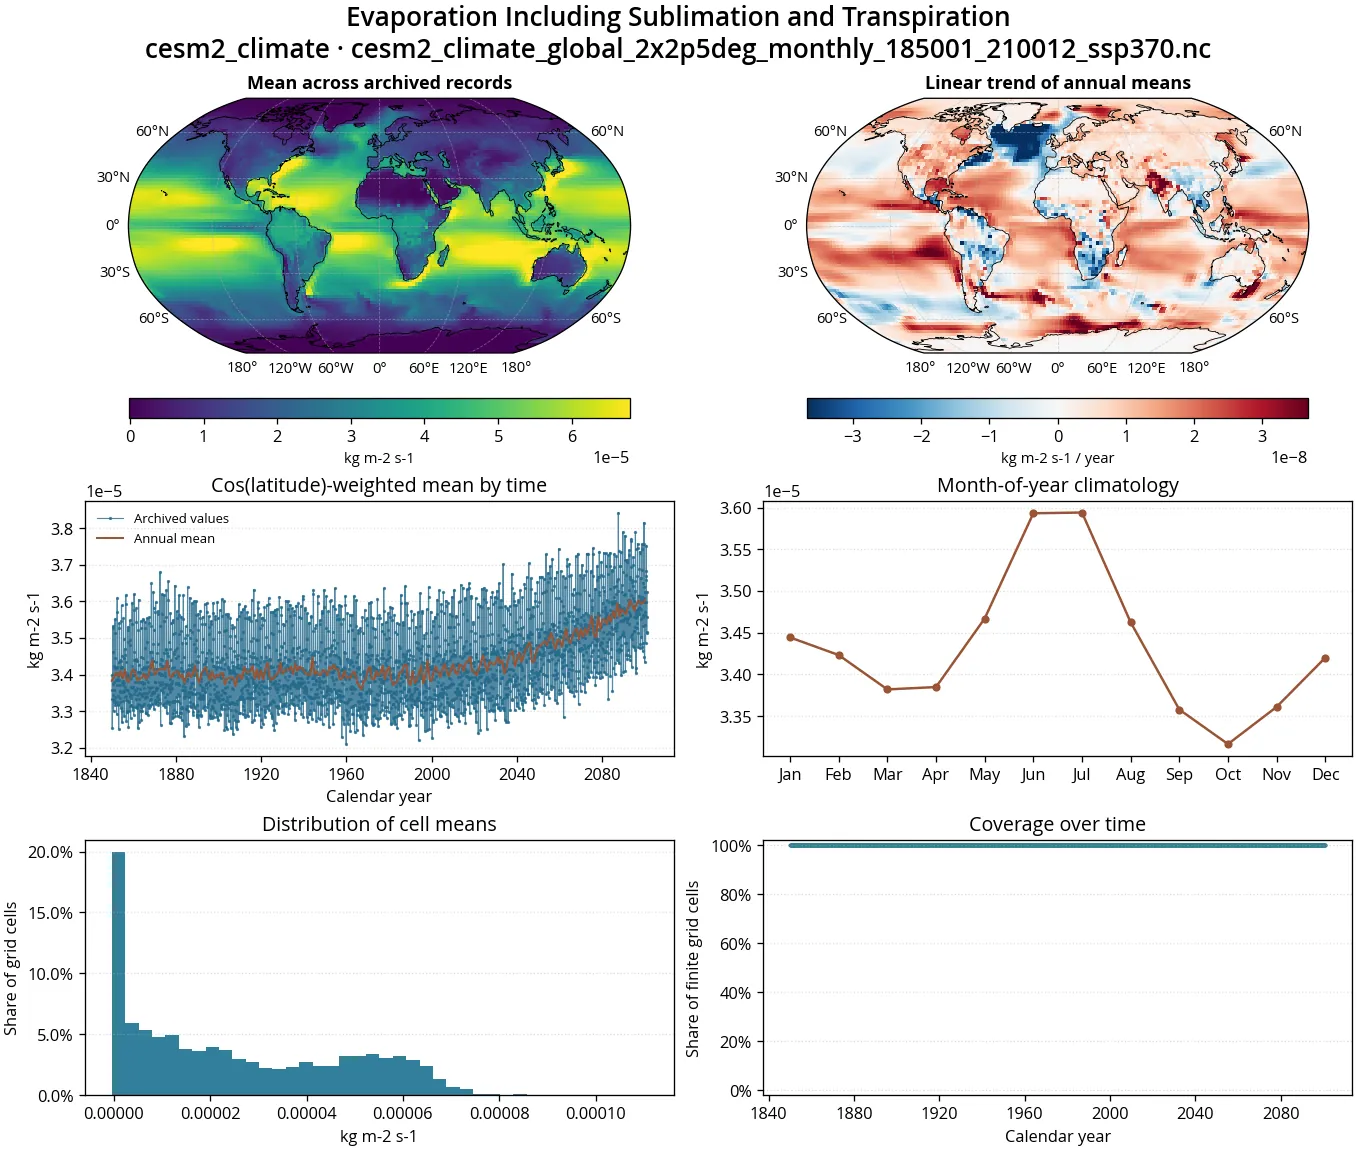 Evaporation Including Sublimation and Transpiration
cesm2_climate · cesm2_climate_global_2x2p5deg_monthly_185001_210012_ssp370.nc
Mean across archived records
60°N
60°N
30°N
0°
30°S
60°S
60°S
180° 120°W 60°W 0° 60°E 120°E 180°
0 1 2 3 4 5 6
kg m-2 s-1
1e−5
Linear trend of annual means
60°N
60°N
30°N
0°
30°S
60°S
60°S
180° 120°W 60°W 0° 60°E 120°E 180°
−3 −2 −1 0 1 2 3
kg m-2 s-1 / year
1e−8
Cos(latitude)-weighted mean by time
1e−5
Archived values
Annual mean
3.8
3.7
3.6
3.5
3.4
3.3
3.2
kg m-2 s-1
1840 1880 1920 1960 2000 2040 2080
Calendar year
Month-of-year climatology
1e−5
3.60
3.55
3.50
3.45
3.40
3.35
kg m-2 s-1
Jan Feb Mar Apr May Jun Jul Aug Sep Oct Nov Dec
Distribution of cell means
20.0%
15.0%
10.0%
5.0%
0.0%
Share of grid cells
0.00000 0.00002 0.00004 0.00006 0.00008 0.00010
kg m-2 s-1
Coverage over time
100%
80%
60%
40%
20%
0%
Share of finite grid cells
1840 1880 1920 1960 2000 2040 2080
Calendar year